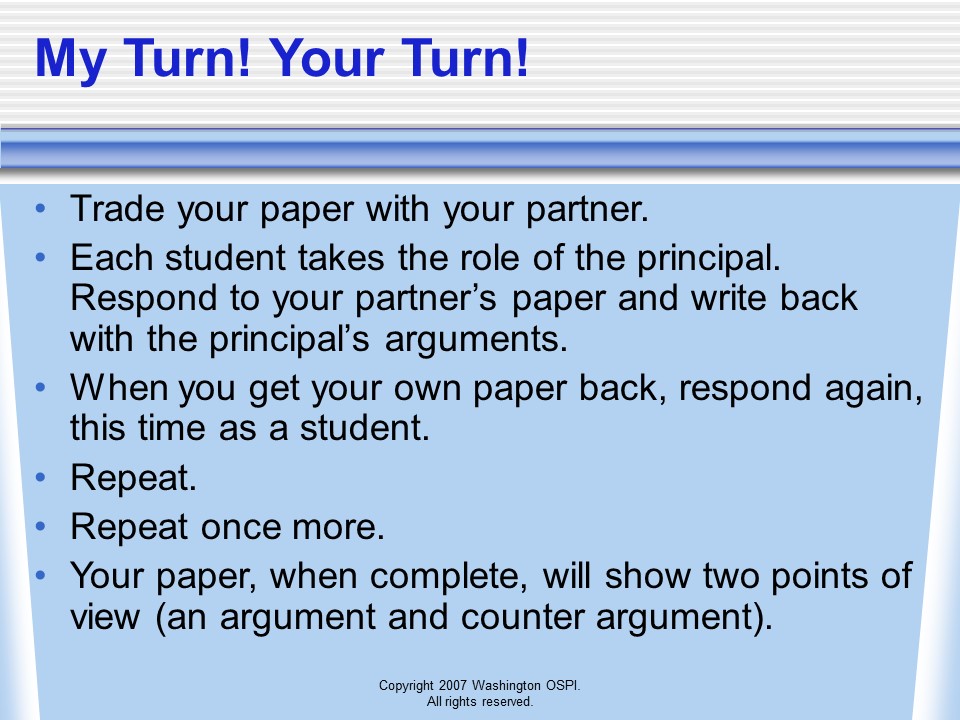 My Turn! Your Turn!
• Trade your paper with your partner.
• Each student takes the role of the principal.
Respond to your partner’s paper and write back
with the principal’s arguments.
• When you get your own paper back, respond again,
this time as a student.
• Repeat.
• Repeat once more.
• Your paper, when complete, will show two points of
view (an argument and counter argument).
Copyright 2007 Washington OSPI.
All rights reserved.